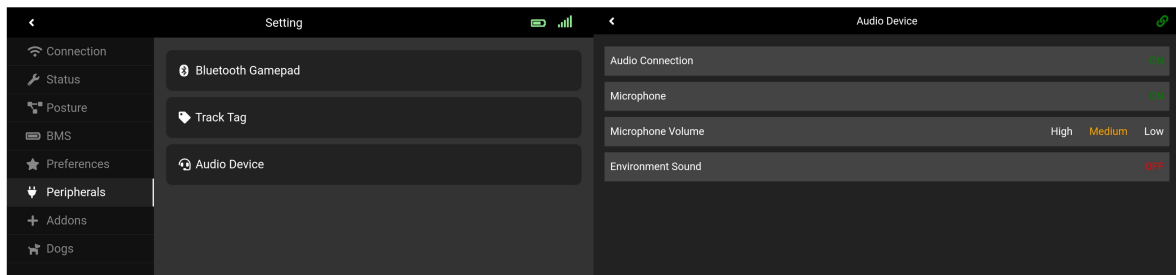 Setting
Connection
Status
Posture
BMS
Preferences
Peripherals
Addons
Dogs
Bluetooth Gamepad
Track Tag
Audio Device
Audio Device
Audio Connection ON
Microphone ON
Microphone Volume High Medium Low
Environment Sound OFF